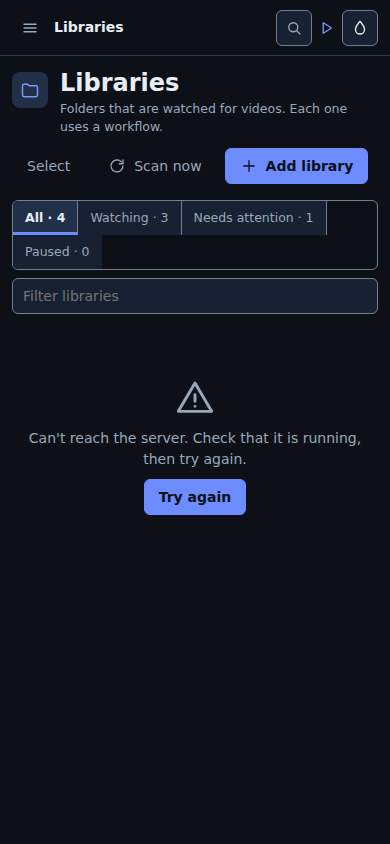 Libraries
Libraries
Folders that are watched for videos. Each one
uses a workflow.
Select
Scan now
Add library
All · 4
Watching · 3
Needs attention · 1
Paused · 0
Filter libraries
Can't reach the server. Check that it is running,
then try again.
Try again